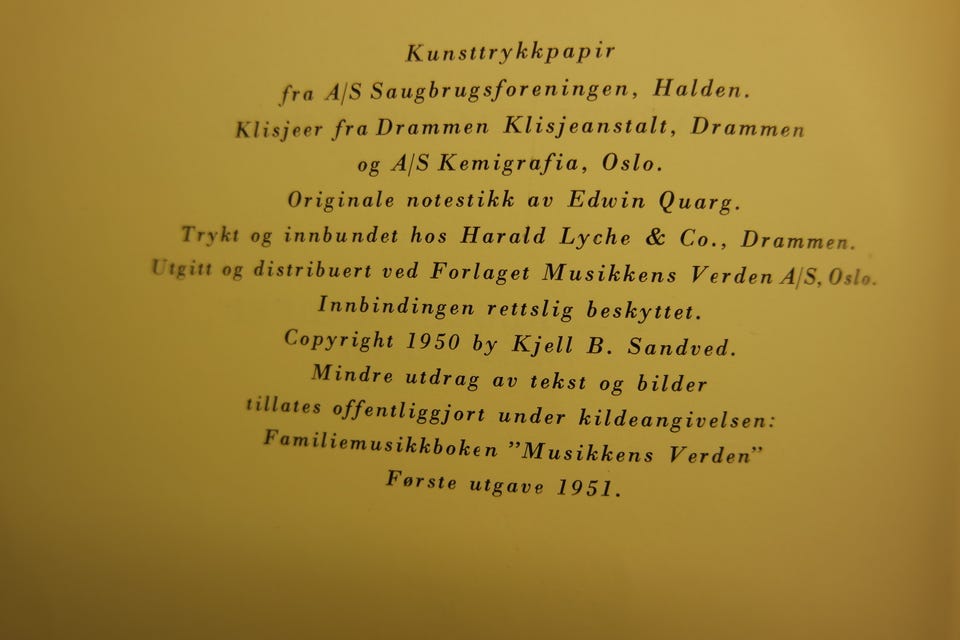 Kunsttrykkpapir
fra A/S Saugbrugsforeningen, Halden.
Klisjeer fra Drammen Klisjeanstalt, Drammen
og A/S Kemigrafia, Oslo.
Originale notestikk av Edwin Quarg.
Trykt og innbundet hos Harald Lyche & Co., Drammen.
Utgitt og distribuert ved Forlaget Musikkens Verden A/S, Oslo.
Innbindingen rettslig beskyttet.
Copyright 1950 by Kjell B. Sandved.
Mindre utdrag av tekst og bilder
tillates offentliggjort under kildeangivelsen:
Familiemusikkboken ”Musikkens Verden”
Første utgave 1951.